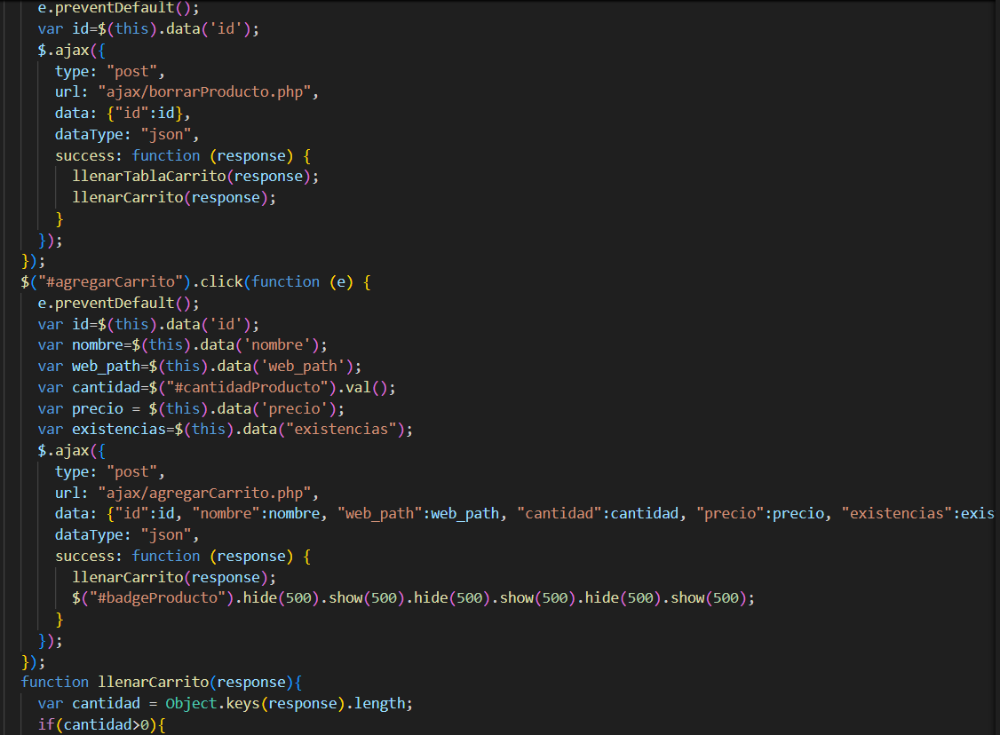 e.preventDefault();
var id=$(this).data('id');
$.ajax({
type: "post",
url: "ajax/borrarProducto.php",
data: {"id":id},
dataType: "json",
success: function (response) {
llenarTablaCarrito(response);
llenarCarrito(response);
}
});
});
$("#agregarCarrito").click(function (e) {
e.preventDefault();
var id=$(this).data('id');
var nombre=$(this).data('nombre');
var web_path=$(this).data('web_path');
var cantidad=$("#cantidadProducto").val();
var precio = $(this).data('precio');
var existencias=$(this).data("existencias");
$.ajax({
type: "post",
url: "ajax/agregarCarrito.php",
data: {"id":id, "nombre":nombre, "web_path":web_path, "cantidad":cantidad, "precio":precio, "existencias":exis
dataType: "json",
success: function (response) {
llenarCarrito(response);
$("#badgeProducto").hide(500).show(500).hide(500).show(500).hide(500).show(500);
}
});
});
function llenarCarrito(response){
var cantidad = Object.keys(response).length;
if(cantidad>0){